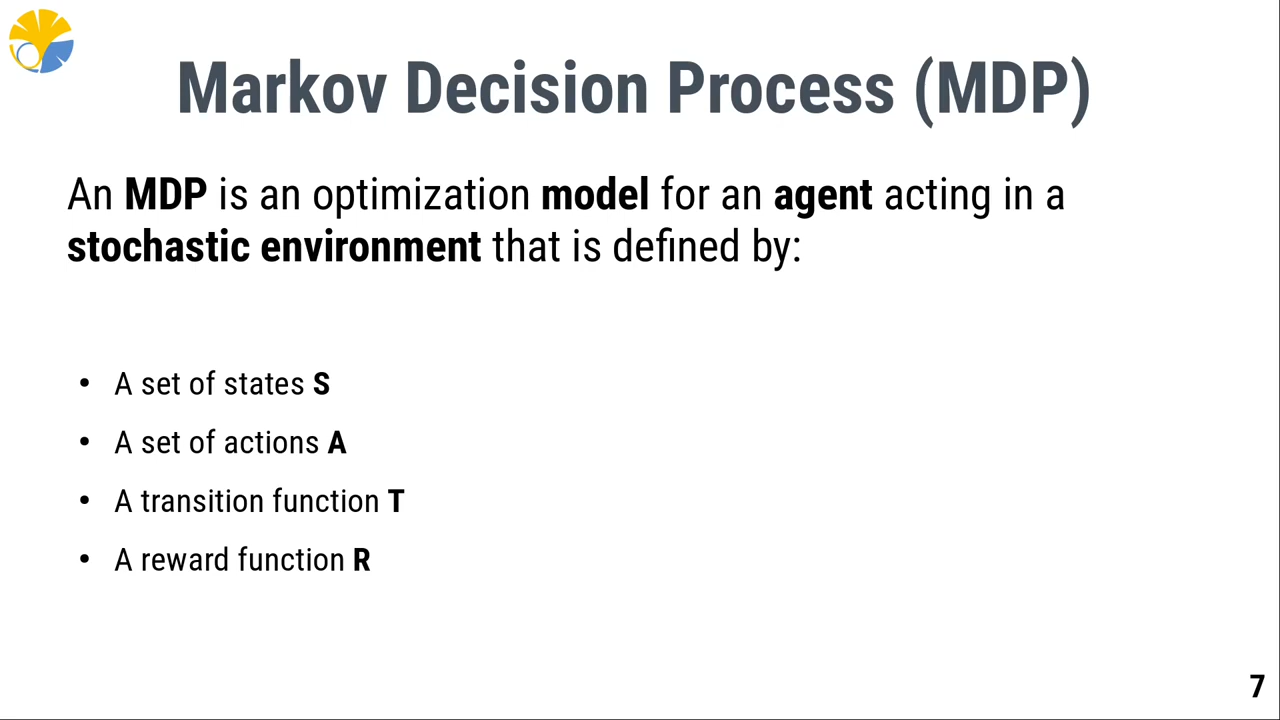 Markov Decision Process (MDP)
An MDP is an optimization model for an agent acting in a
stochastic environment that is defined by:
• A set of states S
• A set of actions A
• A transition function T
• A reward function R
7